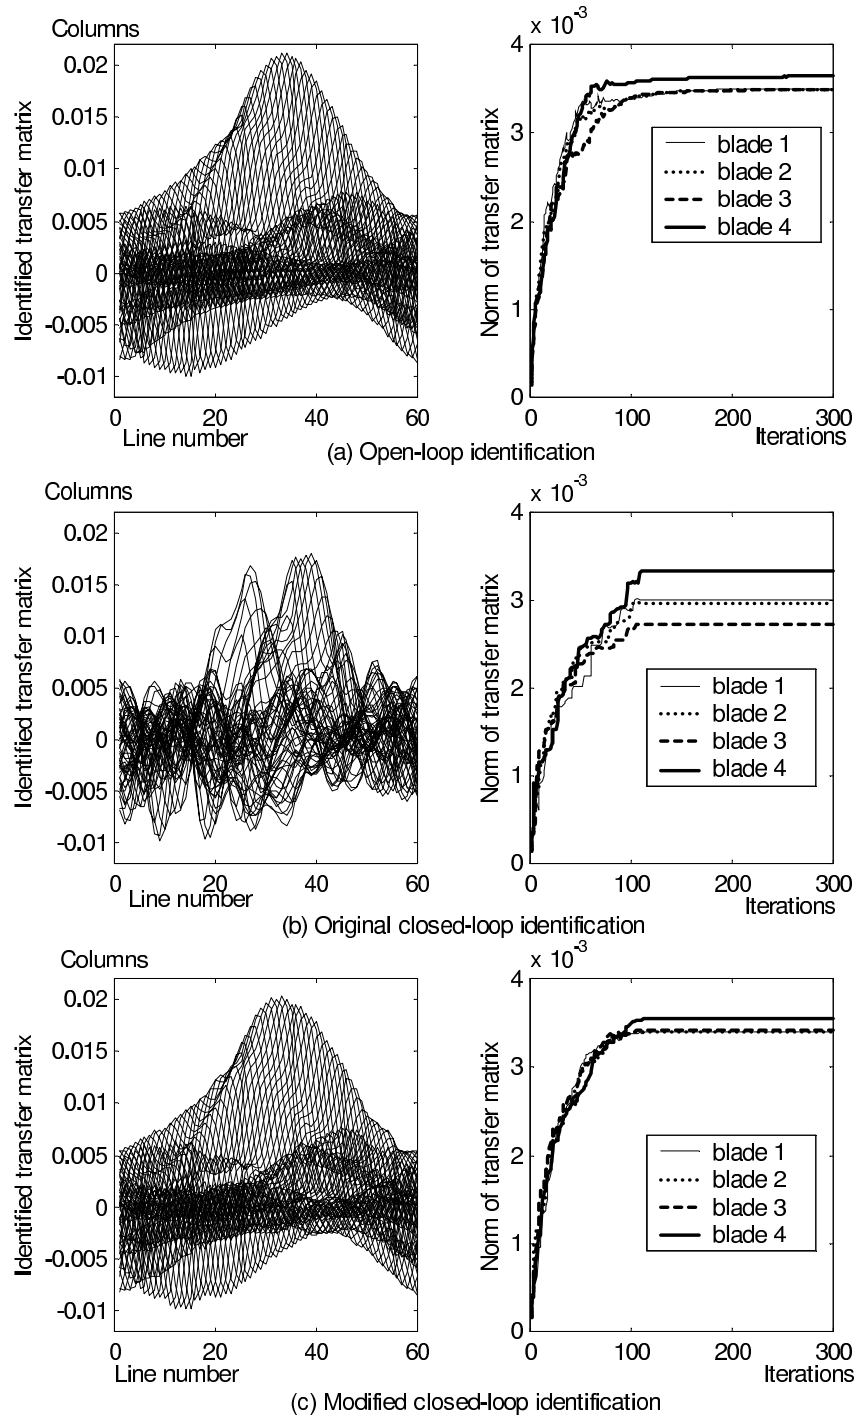 Columns
0.02
0.015
0.01
0.005
0
-0.005
-0.01
Identified transfer matrix
0 20 40 60
Line number
x 10-3
4
3
2
1
0
Norm of transfer matrix
blade 1
blade 2
blade 3
blade 4
0 100 200 300
Iterations
(a) Open-loop identification
Columns
0.02
0.015
0.01
0.005
0
-0.005
-0.01
Identified transfer matrix
0 20 40 60
Line number
x 10-3
4
3
2
1
0
Norm of transfer matrix
blade 1
blade 2
blade 3
blade 4
0 100 200 300
Iterations
(b) Original closed-loop identification
Columns
0.02
0.015
0.01
0.005
0
-0.005
-0.01
Identified transfer matrix
0 20 40 60
Line number
x 10-3
4
3
2
1
0
Norm of transfer matrix
blade 1
blade 2
blade 3
blade 4
0 100 200 300
Iterations
(c) Modified closed-loop identification